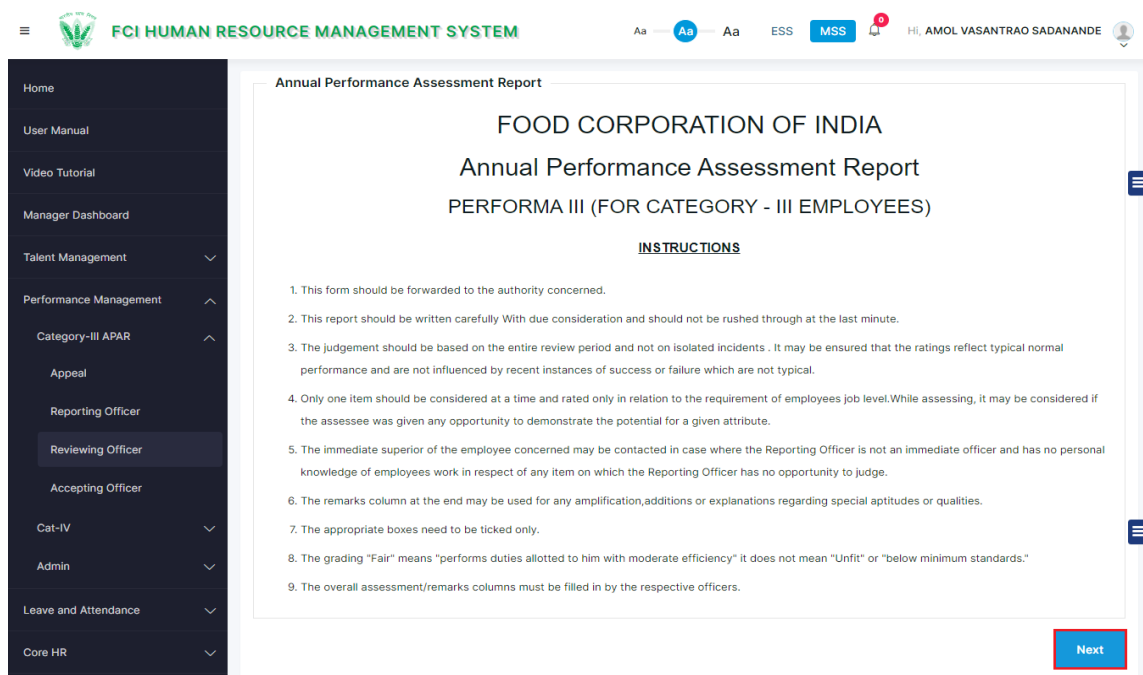 FCI HUMAN RESOURCE MANAGEMENT SYSTEM
Aa Aa Aa ESS MSS 0 Hi, AMOL VASANTRAO SADANANDE
Home
User Manual
Video Tutorial
Manager Dashboard
Talent Management
Performance Management
Category-III APAR
Appeal
Reporting Officer
Reviewing Officer
Accepting Officer
Cat-IV
Admin
Leave and Attendance
Core HR
Annual Performance Assessment Report
FOOD CORPORATION OF INDIA
Annual Performance Assessment Report
PERFORMA III (FOR CATEGORY - III EMPLOYEES)
INSTRUCTIONS
1. This form should be forwarded to the authority concerned.
2. This report should be written carefully With due consideration and should not be rushed through at the last minute.
3. The judgement should be based on the entire review period and not on isolated incidents . It may be ensured that the ratings reflect typical normal
performance and are not influenced by recent instances of success or failure which are not typical.
4. Only one item should be considered at a time and rated only in relation to the requirement of employees job level.While assessing, it may be considered if
the assessee was given any opportunity to demonstrate the potential for a given attribute.
5. The immediate superior of the employee concerned may be contacted in case where the Reporting Officer is not an immediate officer and has no personal
knowledge of employees work in respect of any item on which the Reporting Officer has no opportunity to judge.
6. The remarks column at the end may be used for any amplification,additions or explanations regarding special aptitudes or qualities.
7. The appropriate boxes need to be ticked only.
8. The grading "Fair" means "performs duties allotted to him with moderate efficiency" it does not mean "Unfit" or "below minimum standards."
9. The overall assessment/remarks columns must be filled in by the respective officers.
Next